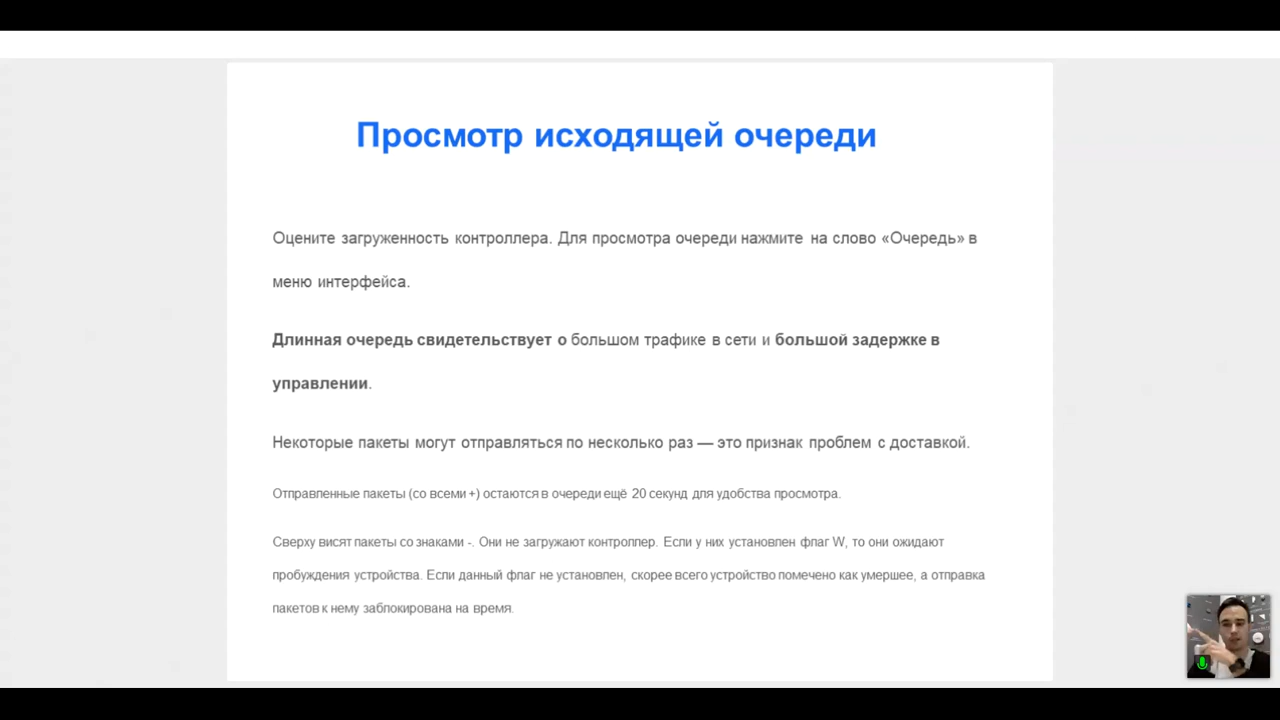 Просмотр исходящей очереди
Оцените загруженность контроллера. Для просмотра очереди нажмите на слово «Очередь» в
меню интерфейса.
Длинная очередь свидетельствует о большом трафике в сети и большой задержке в
управлении.
Некоторые пакеты могут отправляться по несколько раз — это признак проблем с доставкой.
Отправленные пакеты (со всеми +) остаются в очереди ещё 20 секунд для удобства просмотра.
Сверху висят пакеты со знаками -. Они не загружают контроллер. Если у них установлен флаг W, то они ожидают
пробуждения устройства. Если данный флаг не установлен, скорее всего устройство помечено как умершее, а отправка
пакетов к нему заблокирована на время.